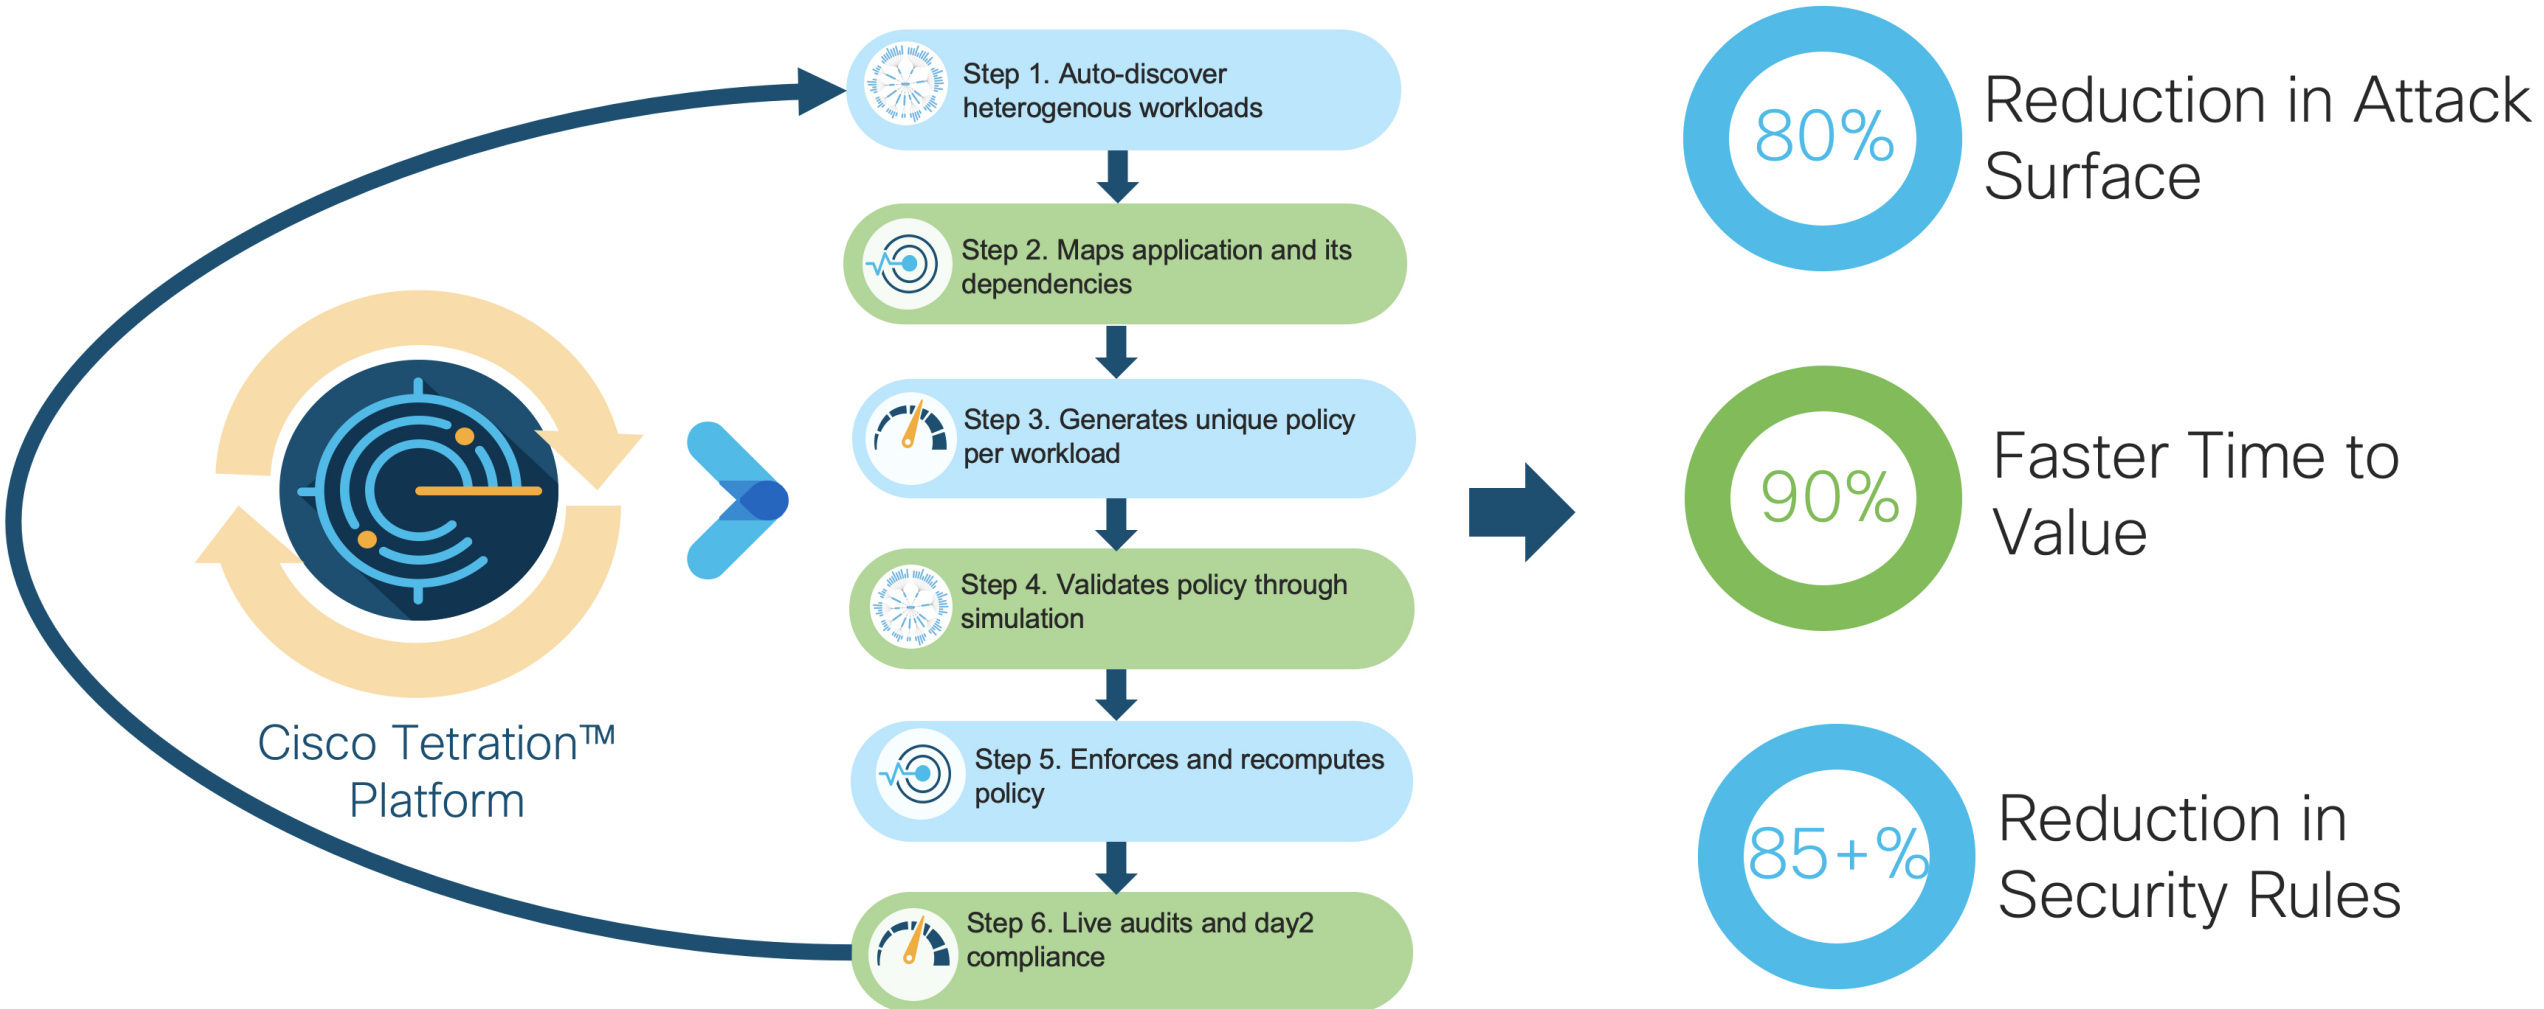 Step 1. Auto-discover
heterogenous workloads
Step 2. Maps application and its
dependencies
Step 3. Generates unique policy
per workload
Step 4. Validates policy through
simulation
Step 5. Enforces and recomputes
policy
Step 6. Live audits and day2
compliance
Cisco Tetration™
Platform
80%
Reduction in Attack
Surface
90%
Faster Time to
Value
85+%
Reduction in
Security Rules